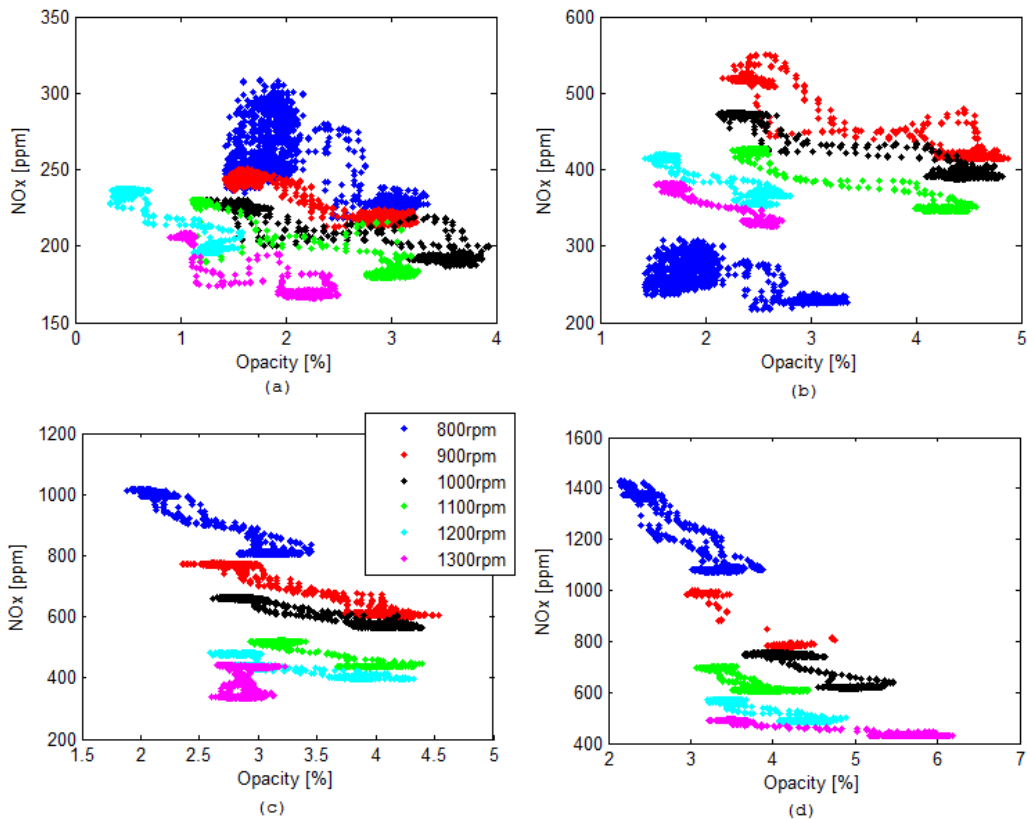 350
300
250
200
150
NOx [ppm]
0 1 2 3 4
Opacity [%]
(a)
600
500
400
300
200
NOx [ppm]
1 2 3 4 5
Opacity [%]
(b)
1200
1000
800
600
400
200
NOx [ppm]
1.5 2 2.5 3 3.5 4 4.5 5
Opacity [%]
(c)
800rpm
900rpm
1000rpm
1100rpm
1200rpm
1300rpm
1600
1400
1200
1000
800
600
400
NOx [ppm]
2 3 4 5 6 7
Opacity [%]
(d)